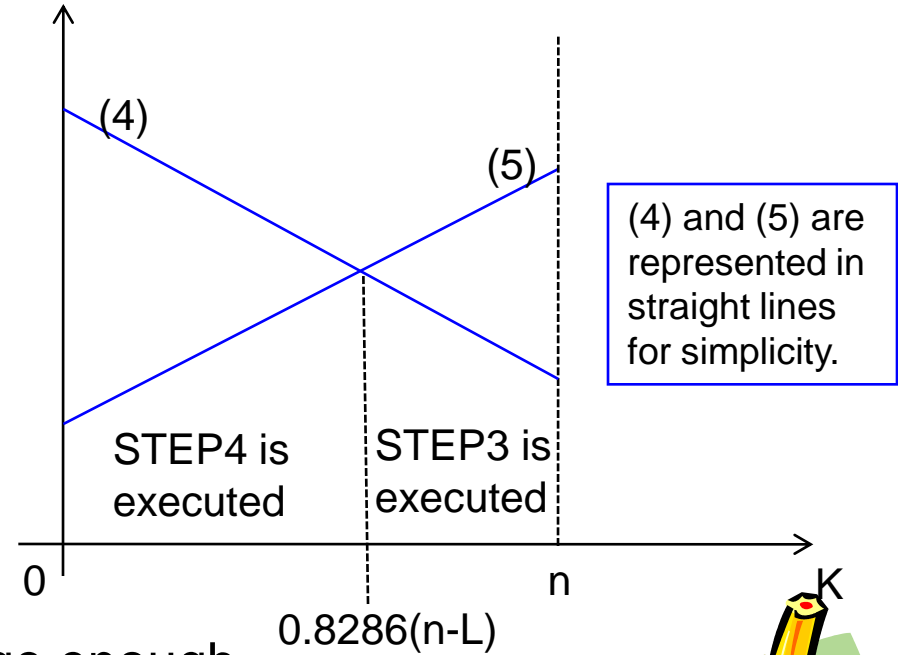 (4)
(5)
(4) and (5) are
represented in
straight lines
for simplicity.
STEP4 is
executed
STEP3 is
executed
0
n
K
0.8286(n-L)
enough